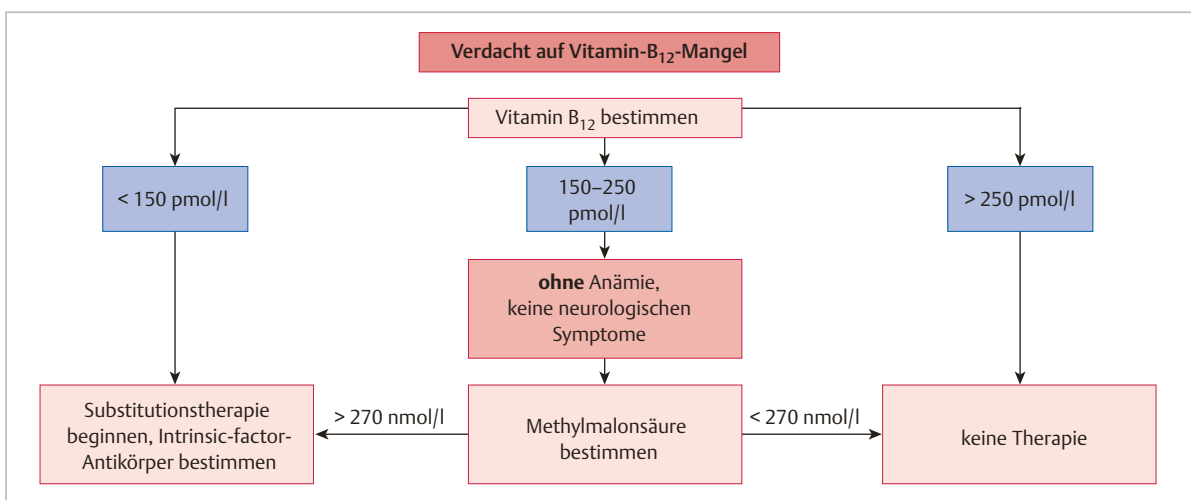 Verdacht auf Vitamin-B₁₂-Mangel
Vitamin B₁₂ bestimmen
< 150 pmol/l
150–250
pmol/l
> 250 pmol/l
ohne Anämie,
keine neurologischen
Symptome
Substitutionstherapie
beginnen, Intrinsic-factor-
Antikörper bestimmen
> 270 nmol/l
Methylmalonsäure
bestimmen
< 270 nmol/l
keine Therapie